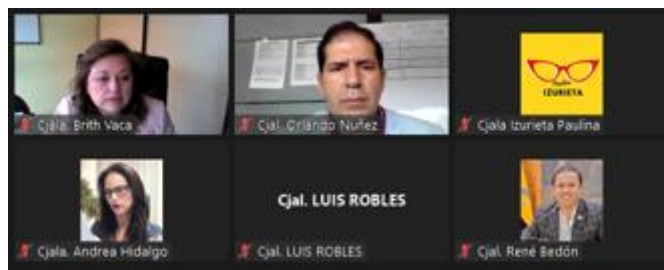 Cjala. Brith Vaca
Cjal. Orlando Nuñez
IZURIETA
Cjala Izurieta Paulina
Cjala. Andrea Hidalgo
Cjal. LUIS ROBLES
Cjal. LUIS ROBLES
Cjal. René Bedón